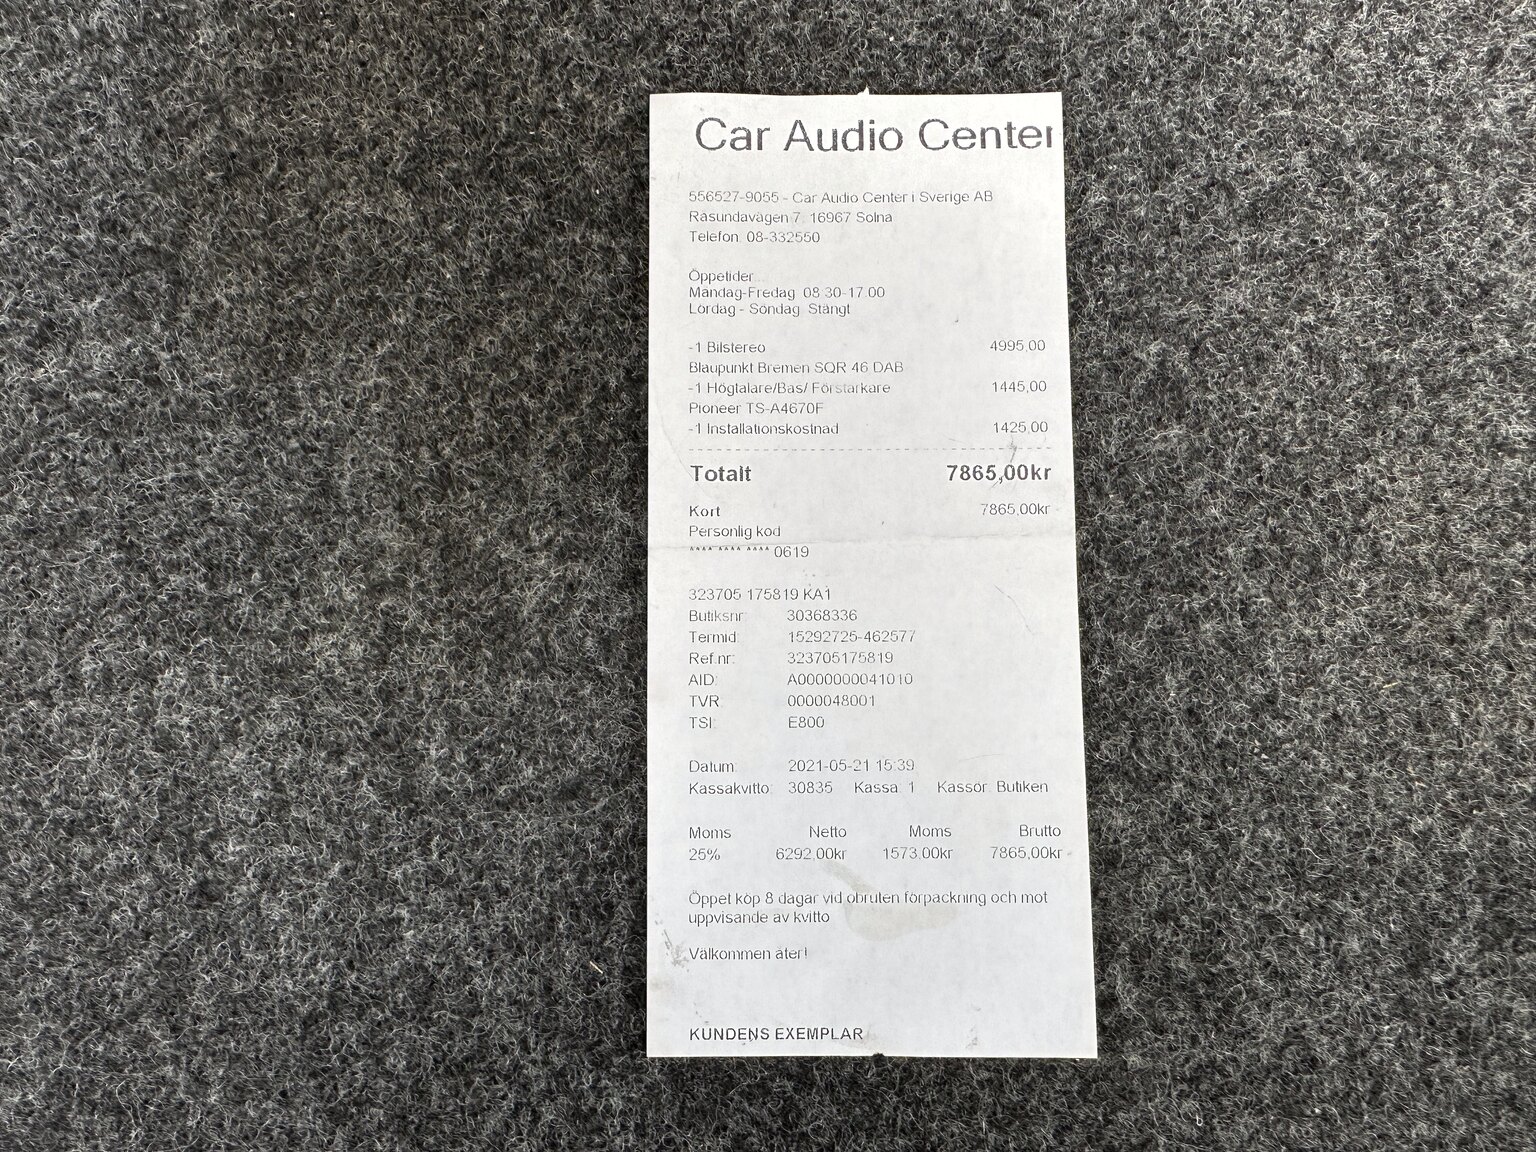 Car Audio Center
556527-9055 - Car Audio Center i Sverige AB
Råsundavägen 7. 16967 Solna
Telefon: 08-332550
Öppetider...
Måndag-Fredag: 08:30-17:00
Lördag - Söndag: Stängt
-1 Bilstereo 4995,00
Blaupunkt Bremen SQR 46 DAB
-1 Högtalare/Bas/ Förstärkare 1445,00
Pioneer TS-A4670F
-1 Installationskostnad 1425,00
Totalt 7865,00kr
Kort 7865,00kr
Personlig kod
**** **** **** 0619
323705 175819 KA1
Butiksnr: 30368336
Termid: 15292725-462577
Ref.nr: 323705175819
AID: A0000000041010
TVR: 0000048001
TSI: E800
Datum: 2021-05-21 15:39
Kassakvitto: 30835 Kassa: 1 Kassör: Butiken
Moms Netto Moms Brutto
25% 6292,00kr 1573,00kr 7865,00kr
Öppet köp 8 dagar vid obruten förpackning och mot
uppvisande av kvitto
Välkommen åter!
KUNDENS EXEMPLAR